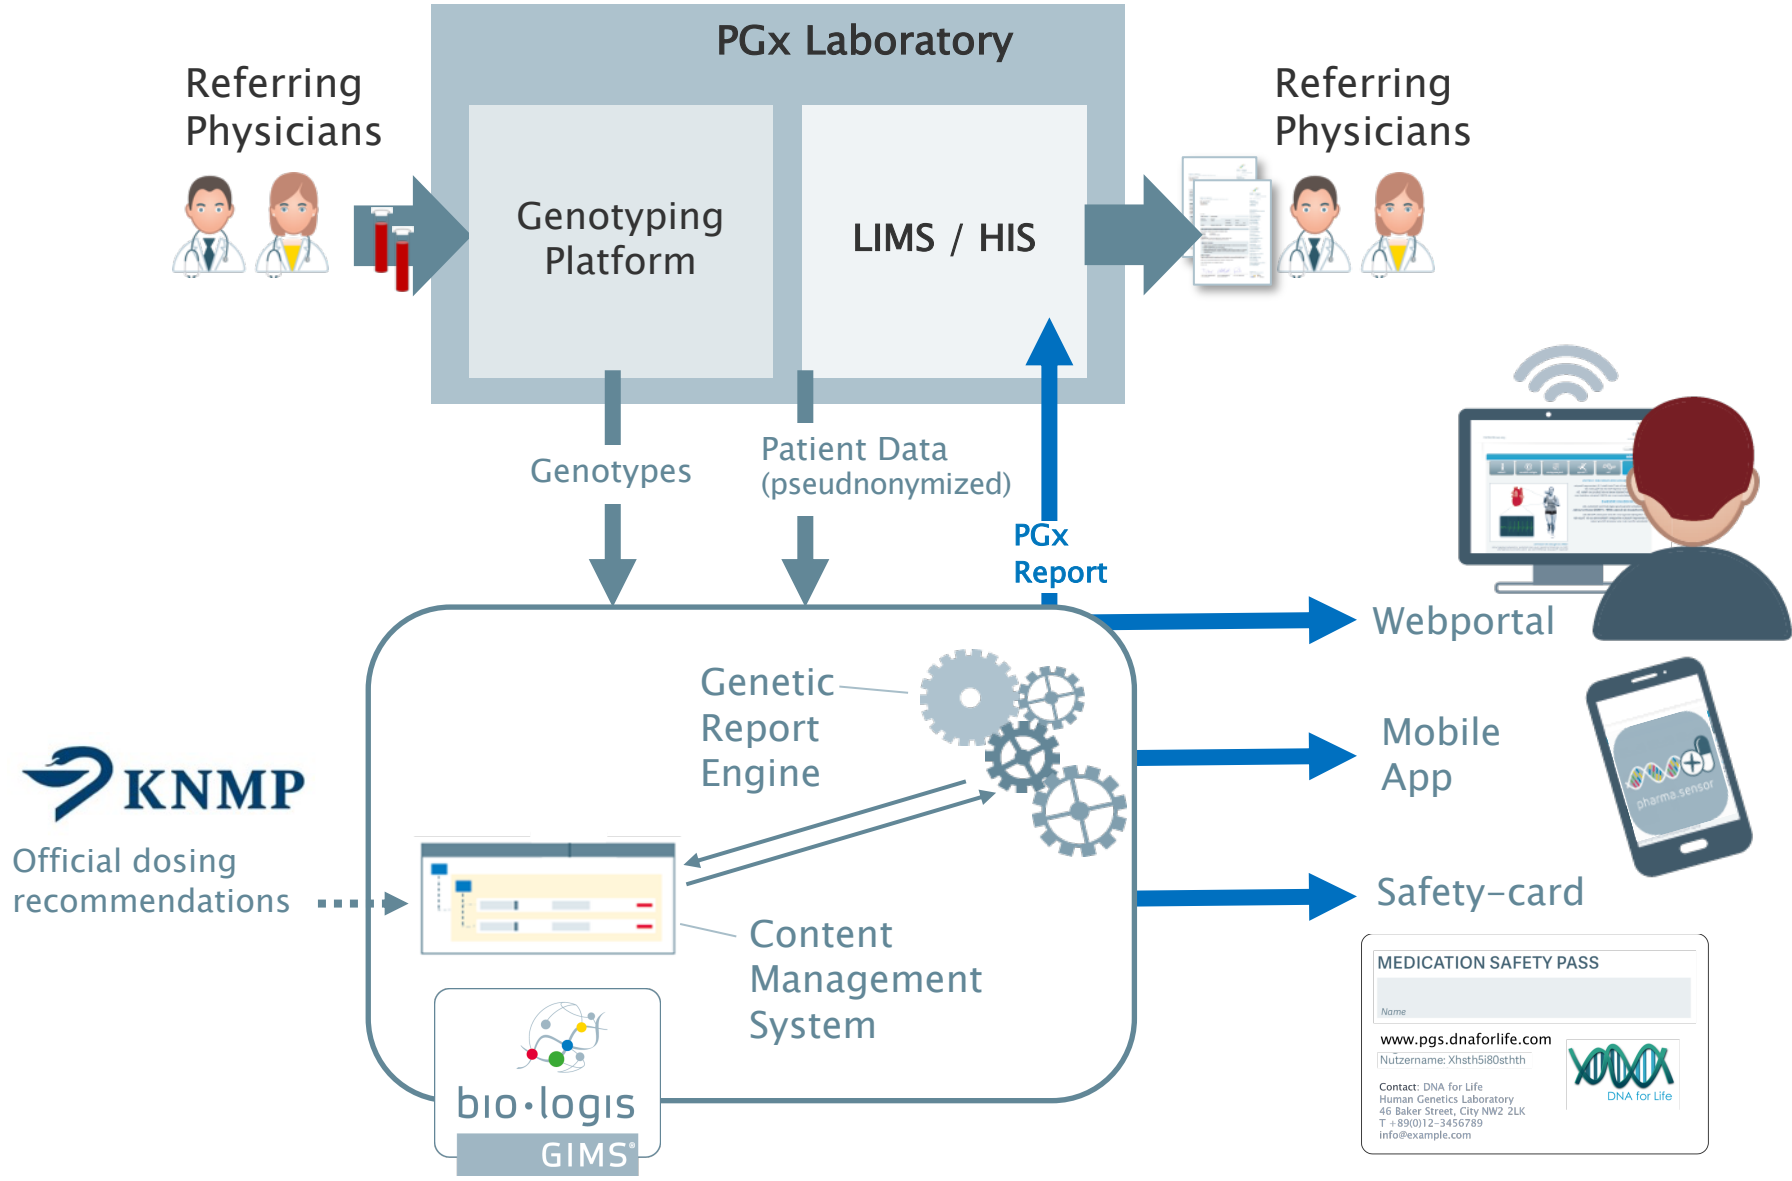 PGx Laboratory
Referring
Physicians
Genotyping
Platform
LIMS / HIS
Referring
Physicians
Genotypes
Patient Data
(pseudnonymized)
PGx
Report
Webportal
Genetic
Report
Engine
Mobile
App
pharma.sensor
KNMP
Official dosing
recommendations
Safety-card
Content
Management
System
bio·logis
GIMS®
MEDICATION SAFETY PASS
Name
www.pgs.dnaforlife.com
Nutzername: Xhsth5i80sthth
Contact: DNA for Life
Human Genetics Laboratory
46 Baker Street, City NW2 2LK
T +89(0)12-3456789
info@example.com
DNA for Life